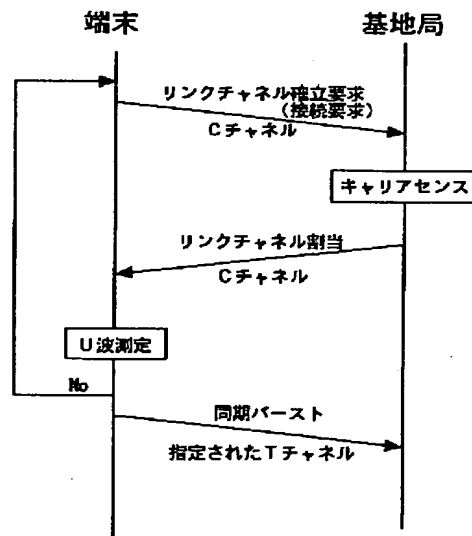 端末
基地局
リンクチャネル確立要求
(接続要求)
Cチャネル
キャリアセンス
リンクチャネル割当
Cチャネル
U波測定
No
同期バースト
指定されたTチャネル